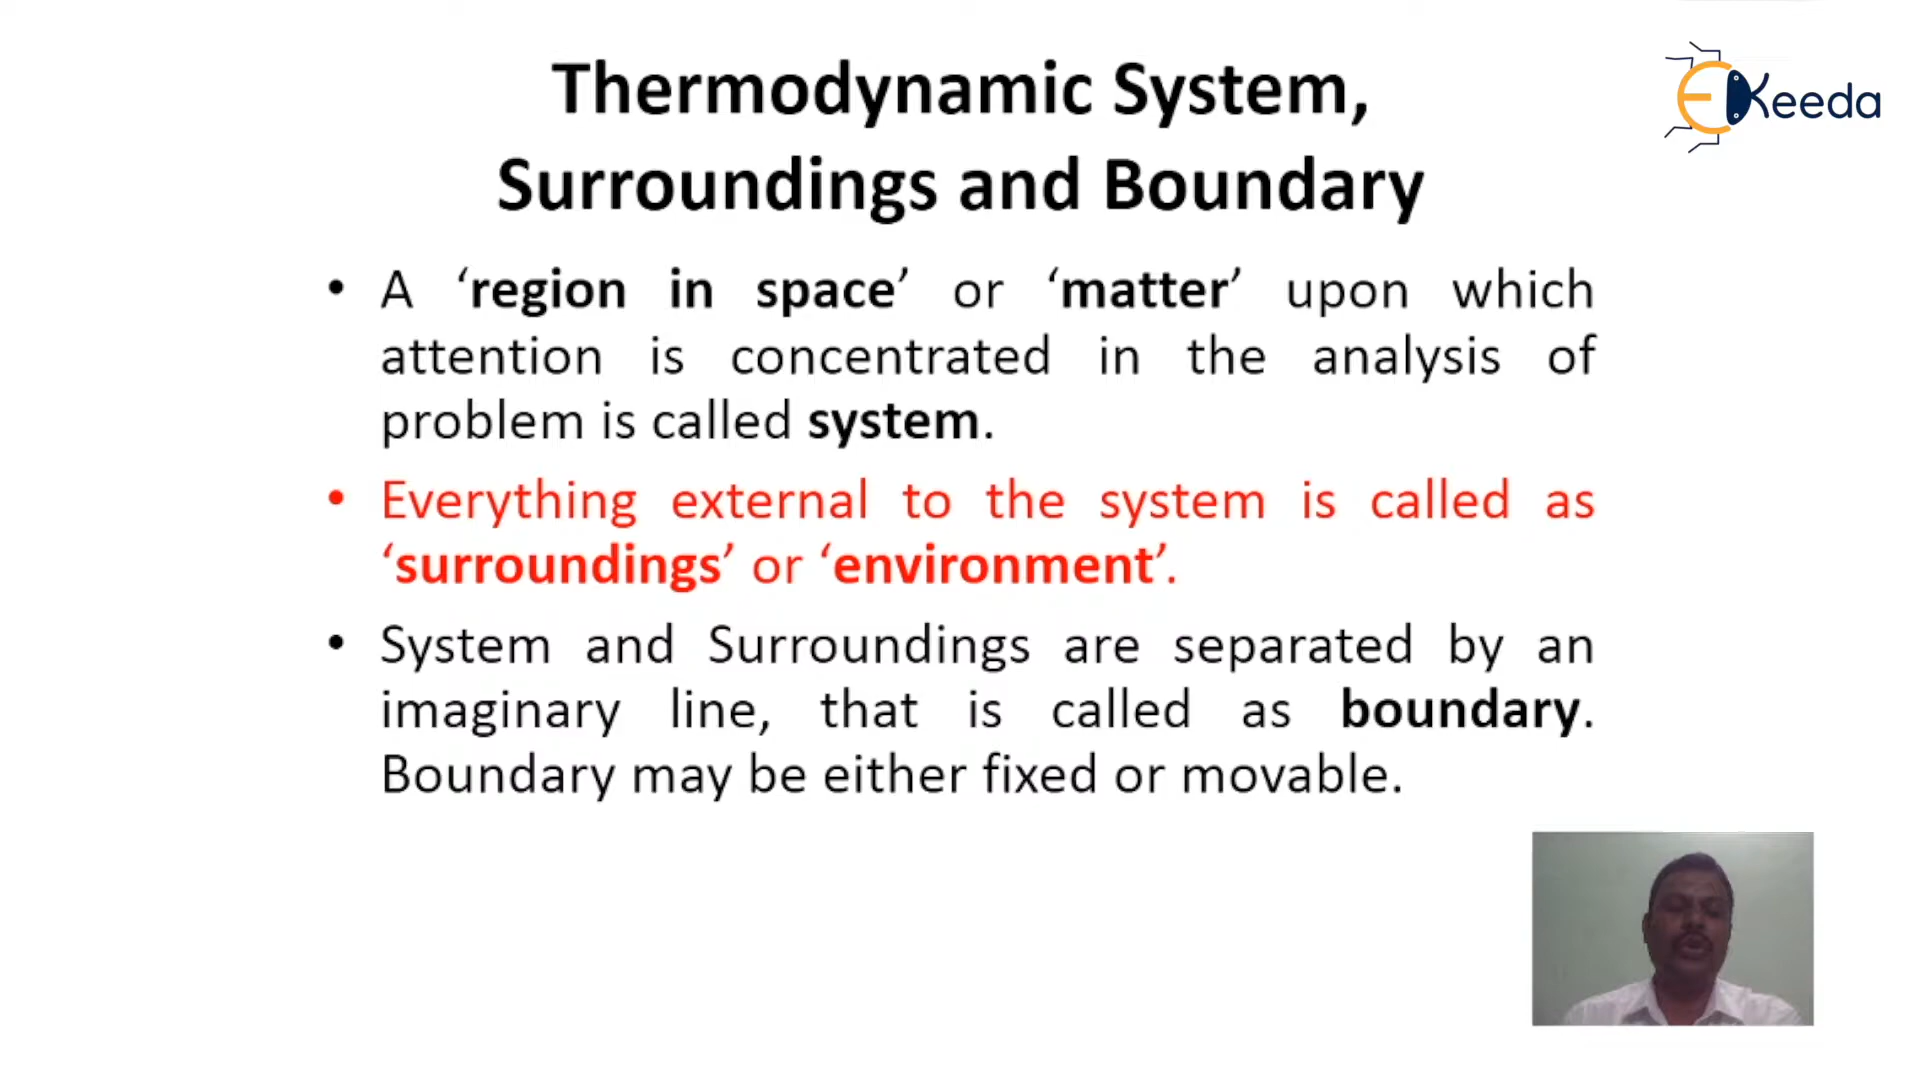 Thermodynamic System,
Surroundings and Boundary
EKeeda
• A ‘region in space’ or ‘matter’ upon which
attention is concentrated in the analysis of
problem is called system.
• Everything external to the system is called as
‘surroundings’ or ‘environment’.
• System and Surroundings are separated by an
imaginary line, that is called as boundary.
Boundary may be either fixed or movable.